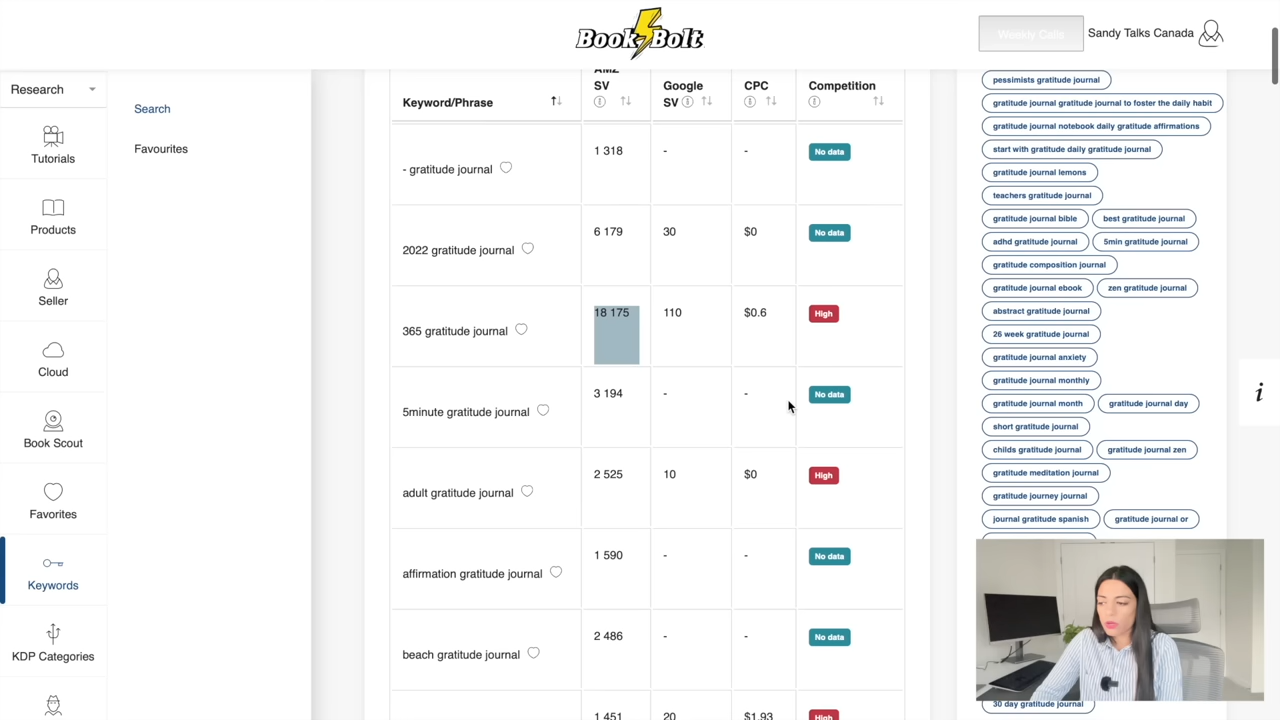 Book Bolt
Weekly Calls
Sandy Talks Canada
Research
Tutorials
Products
Seller
Cloud
Book Scout
Favorites
Keywords
KDP Categories
Search
Favourites
Keyword/Phrase
AMZ
SV
Google
SV
CPC
Competition
- gratitude journal
1 318
-
-
No data
2022 gratitude journal
6 179
30
$0
No data
365 gratitude journal
18 175
110
$0.6
High
5minute gratitude journal
3 194
-
-
No data
adult gratitude journal
2 525
10
$0
High
affirmation gratitude journal
1 590
-
-
No data
beach gratitude journal
2 486
-
-
No data
1 451
20
$1.93
High
pessimists gratitude journal
gratitude journal gratitude journal to foster the daily habit
gratitude journal notebook daily gratitude affirmations
start with gratitude daily gratitude journal
gratitude journal lemons
teachers gratitude journal
gratitude journal bible
best gratitude journal
adhd gratitude journal
5min gratitude journal
gratitude composition journal
gratitude journal ebook
zen gratitude journal
abstract gratitude journal
26 week gratitude journal
gratitude journal anxiety
gratitude journal monthly
gratitude journal month
gratitude journal day
short gratitude journal
childs gratitude journal
gratitude journal zen
gratitude meditation journal
gratitude journey journal
journal gratitude spanish
gratitude journal or
30 day gratitude journal
i